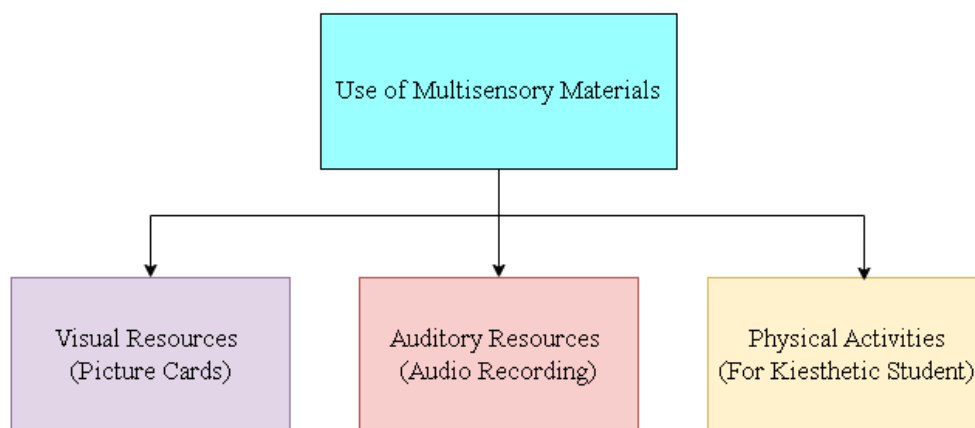 Use of Multisensory Materials
Visual Resources
(Picture Cards)
Auditory Resources
(Audio Recording)
Physical Activities
(For Kiesthetic Student)